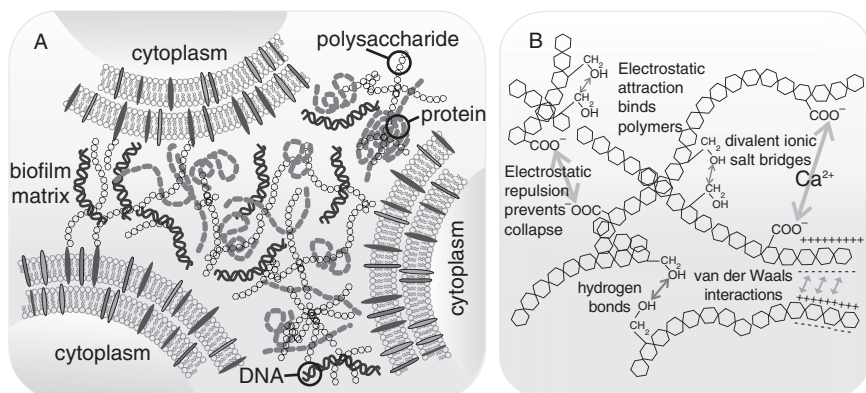 A
cytoplasm
polysaccharide
protein
biofilm
matrix
cytoplasm
cytoplasm
DNA
B
CH2
OH
CH2
OH
Electrostatic
attraction
binds
polymers
COO⁻
COO⁻
divalent ionic
salt bridges
Ca²⁺
CH2
OH
CH2
OH
Electrostatic
repulsion
prevents
collapse
⁻OOC
COO⁻
+++++++++
CH2
OH
hydrogen
bonds
OH
CH2
van der Waals
interactions